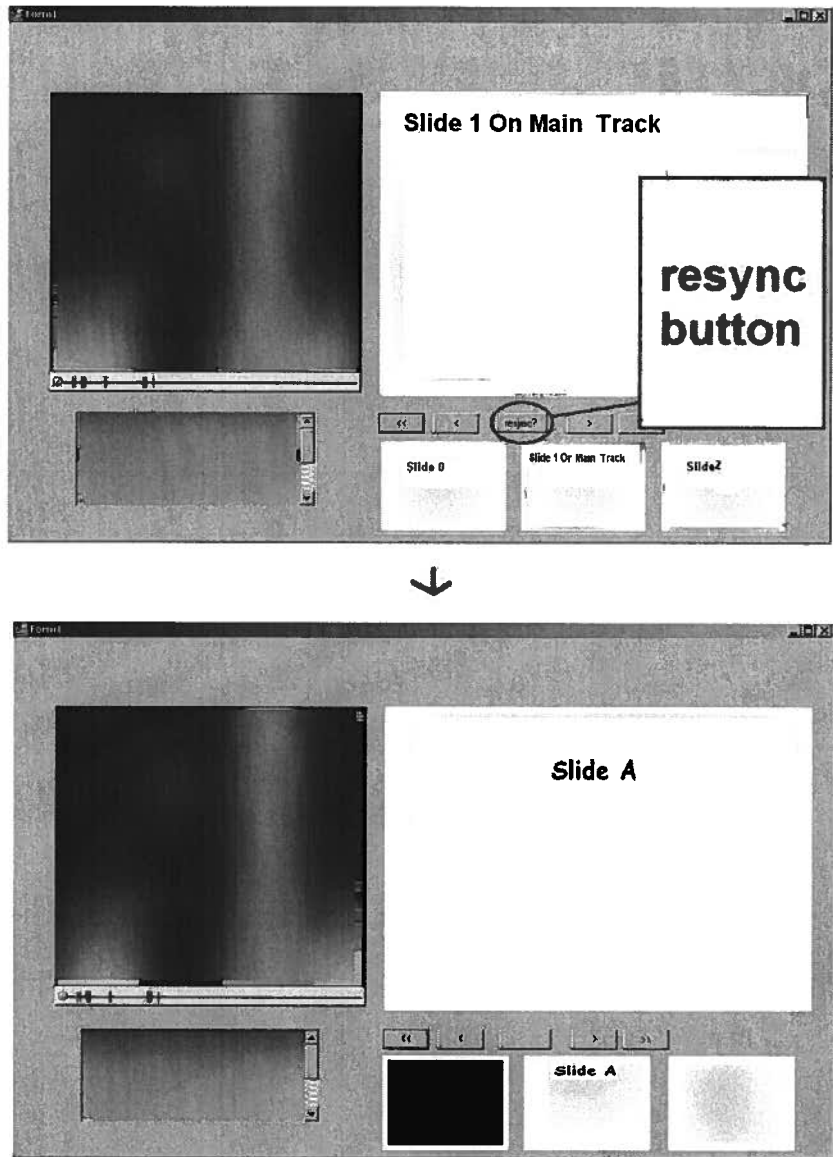 Form1
Slide 1 On Main Track
resync
button
<< < resync? >
Slide 0
Slide 1 On Main Track
Slide2
Form1
Slide A
<< < > >>
Slide A